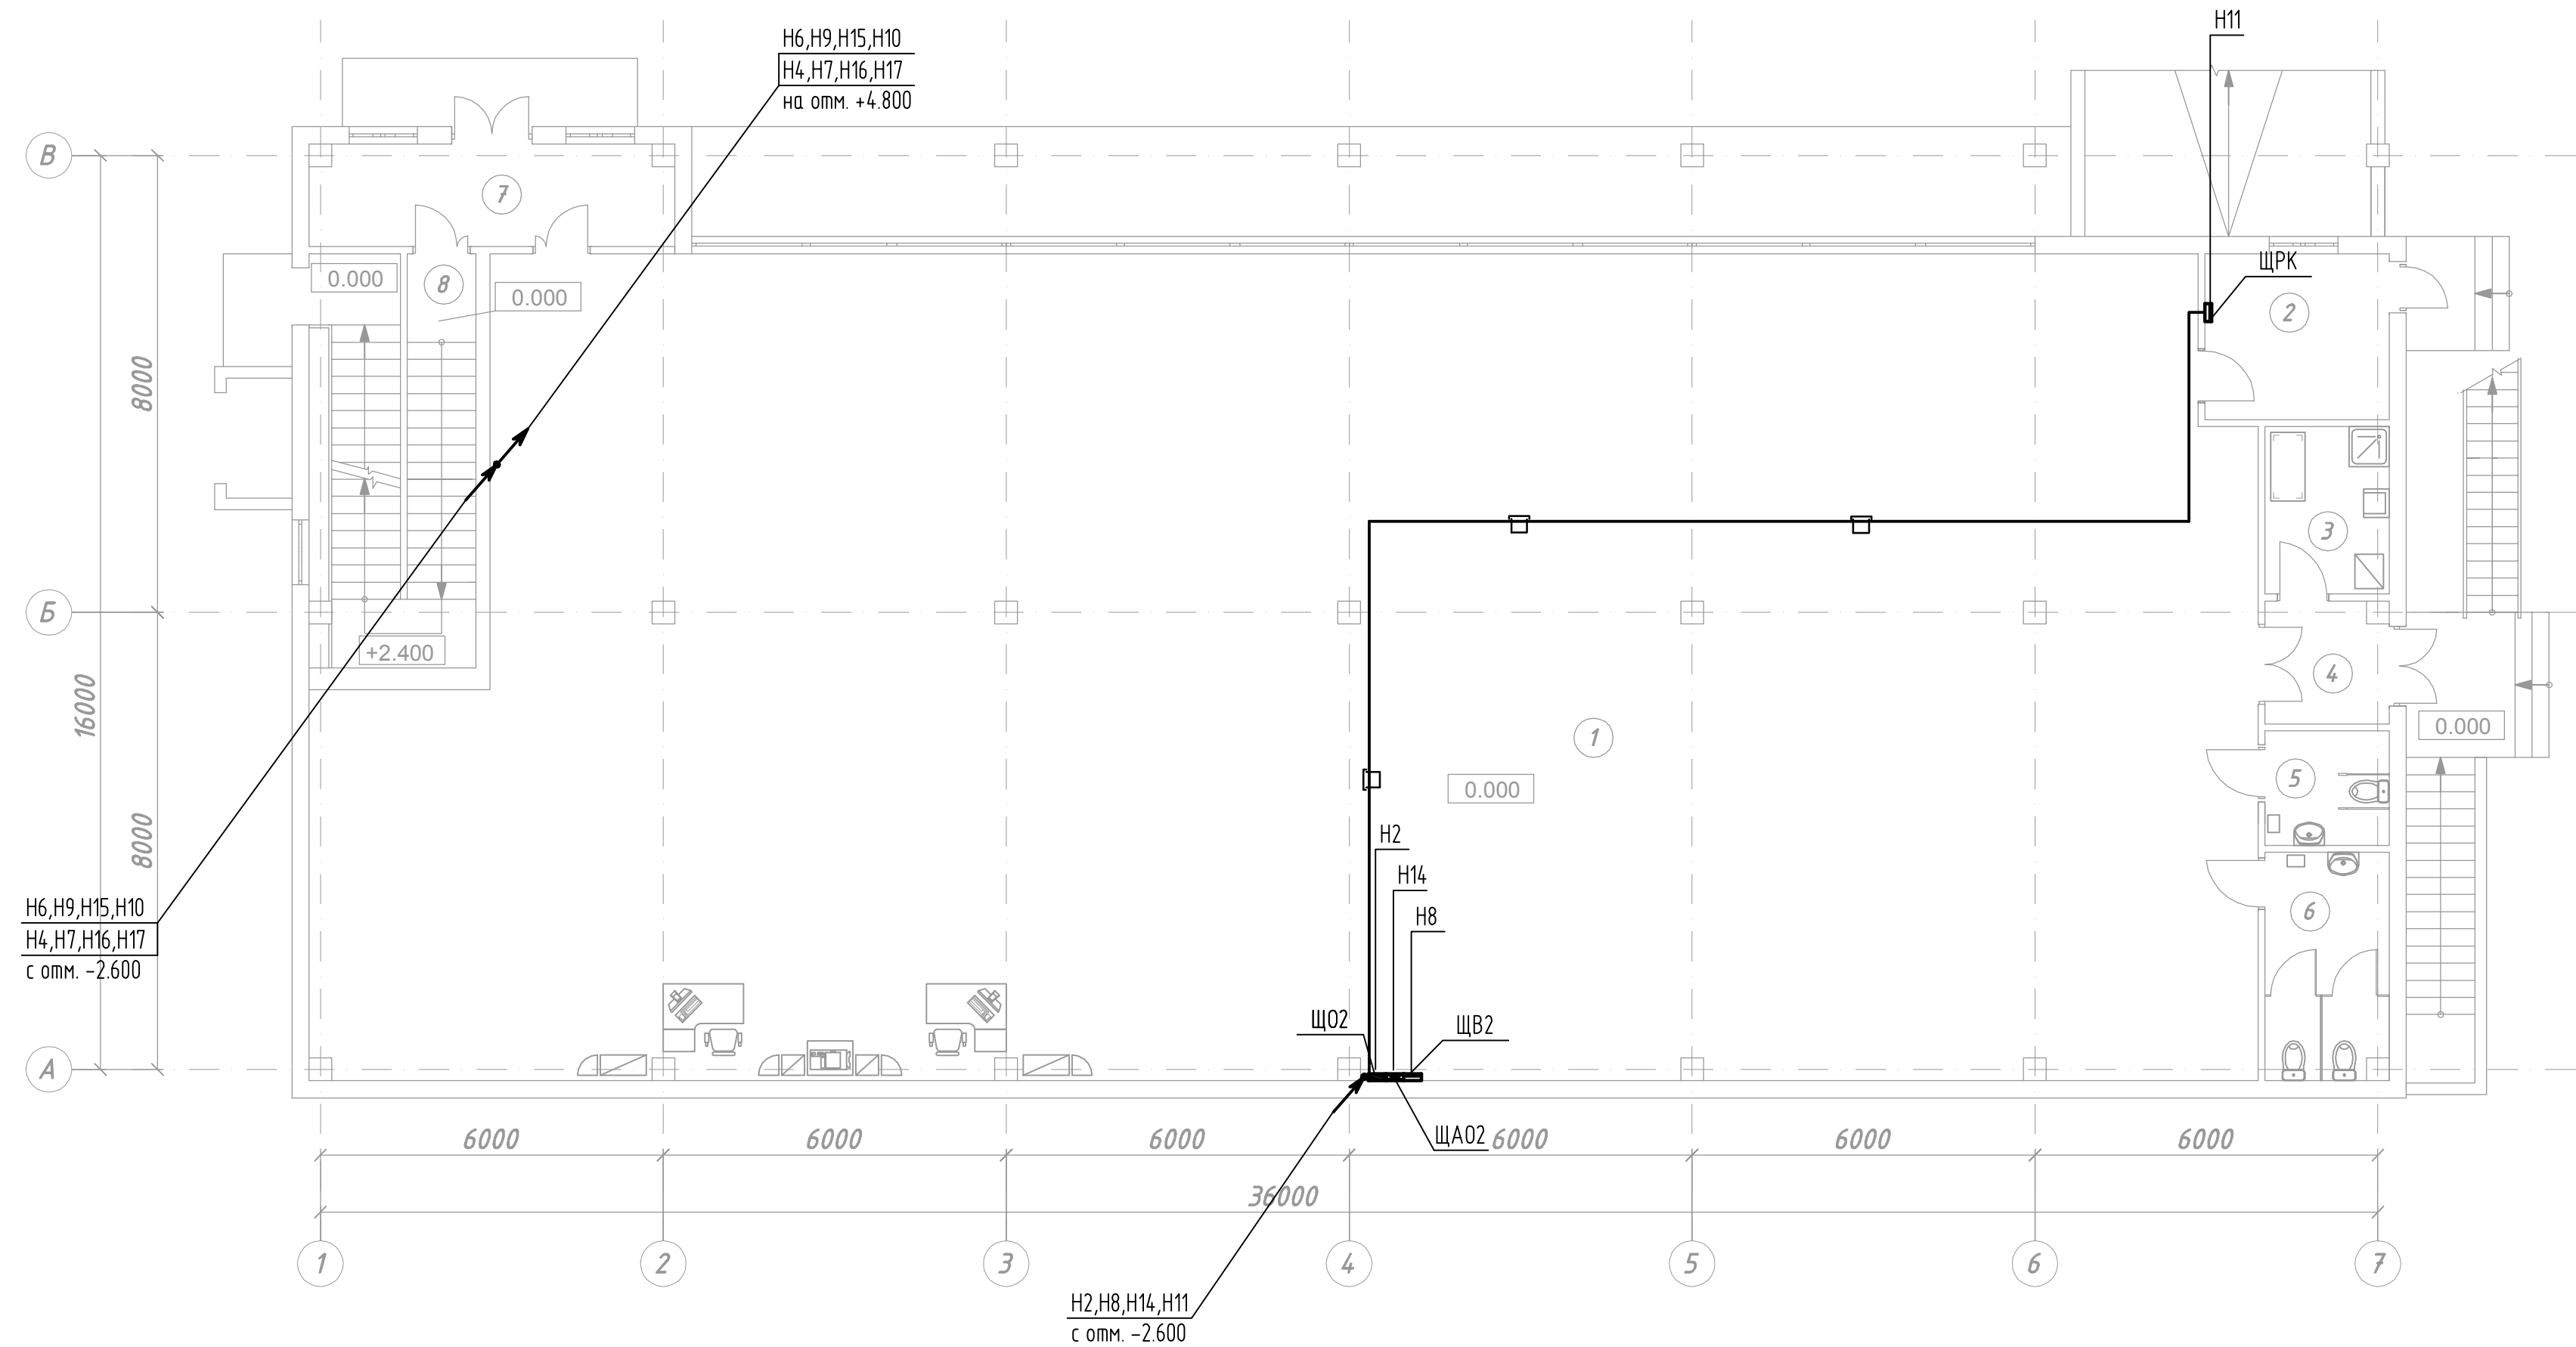 Н11
Н6,Н9,Н15,Н10
Н4,Н7,Н16,Н17
на отм. +4.800
В
7
ЩРК
0.000
8
0.000
2
8000
3
Б
+2.400
4
16000
1
0.000
5
0.000
8000
Н2
Н14
Н8
6
Н6,Н9,Н15,Н10
Н4,Н7,Н16,Н17
с отм. -2.600
ЩО2
ЩВ2
А
ЩАО2
6000
6000
6000
6000
6000
6000
36000
1
2
3
4
5
6
7
Н2,Н8,Н14,Н11
с отм. -2.600